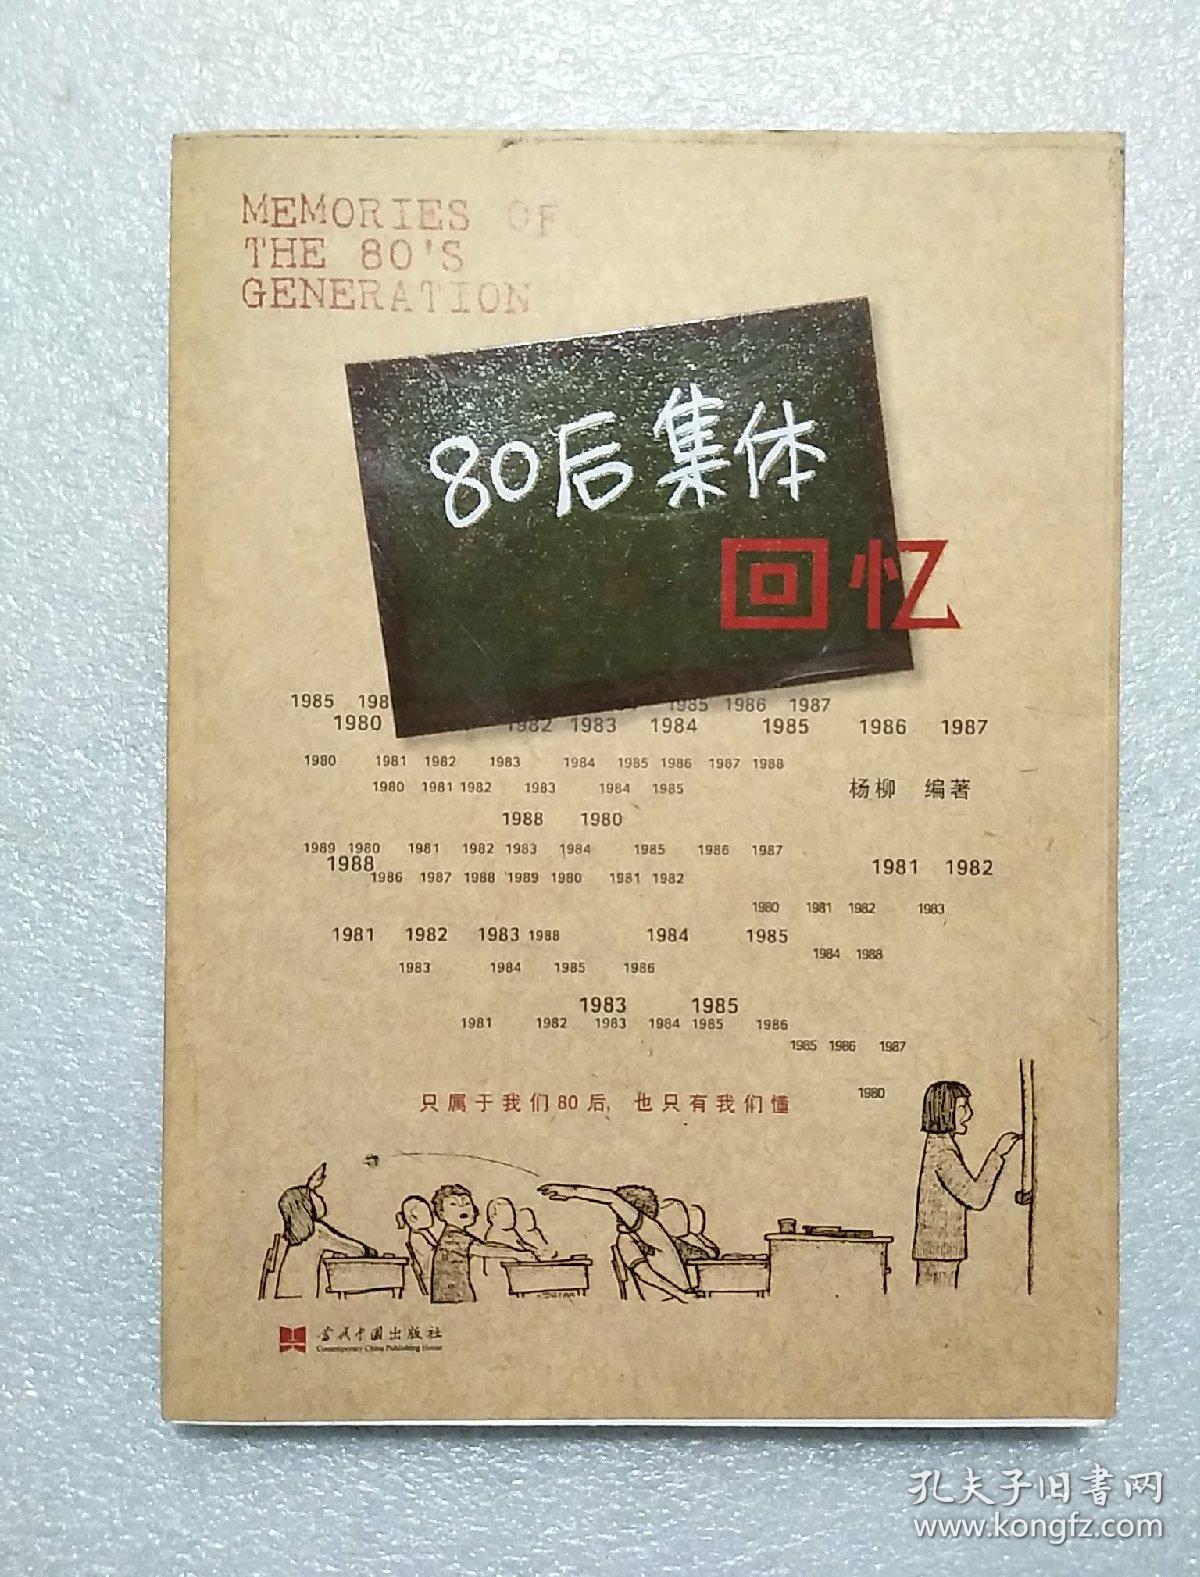 MEMORIES OF
THE 80'S
GENERATION
80后集体
回忆
1985 1985 1986 1987
1980 1982 1983 1984 1985 1986 1987
1980 1981 1982 1983 1984 1985 1986 1987 1988
1980 1981 1982 1983 1984 1985
杨柳 编著
1988 1980
1989 1980 1981 1982 1983 1984 1985 1986 1987
1988 1981 1982
1986 1987 1988 1989 1980 1981 1982
1980 1981 1982 1983
1981 1982 1983 1988 1984 1985
1984 1988
1983 1984 1985 1986
1983 1985
1981 1982 1983 1984 1985 1986
1985 1986 1987
1980
只属于我们80后,也只有我们懂
当代中国出版社
Contemporary China Publishing House
孔夫子旧书网
www.kongfz.com